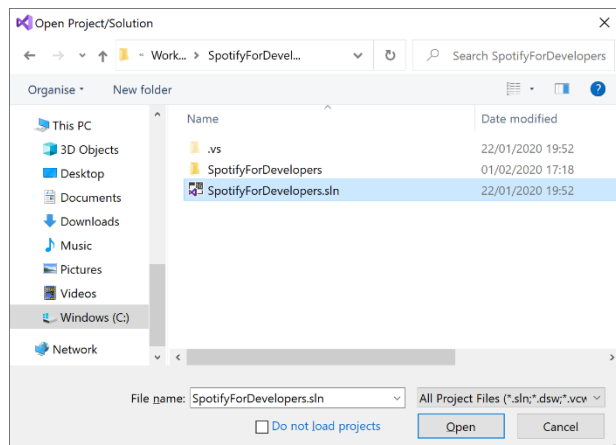 Open Project/Solution
Work... > SpotifyForDevel...
Search SpotifyForDevelopers
Organise
New folder
Name
Date modified
This PC
3D Objects
Desktop
Documents
Downloads
Music
Pictures
Videos
Windows (C:)
Network
.vs 22/01/2020 19:52
SpotifyForDevelopers 01/02/2020 17:18
SpotifyForDevelopers.sln 22/01/2020 19:52
File name: SpotifyForDevelopers.sln
All Project Files (*.sln;*.dsw;*.vcw
Do not load projects
Open
Cancel